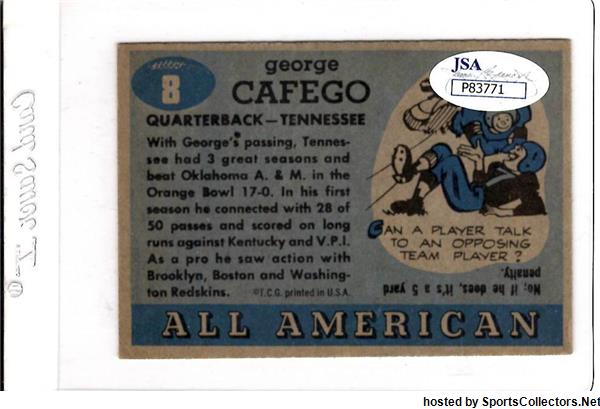 8
george
CAFEGO
QUARTERBACK—TENNESSEE
With George's passing, Tennes-
see had 3 great seasons and
beat Oklahoma A. & M. in the
Orange Bowl 17-0. In his first
season he connected with 28 of
50 passes and scored on long
runs against Kentucky and V.P.I.
As a pro he saw action with
Brooklyn, Boston and Washing-
ton Redskins.
©T.C.G. printed in U.S.A.
JSA
P83771
CAN A PLAYER TALK
TO AN OPPOSING
TEAM PLAYER?
No; if he does, it's a 5 yard
penalty.
ALL AMERICAN
Card Saver
hosted by SportsCollectors.Net